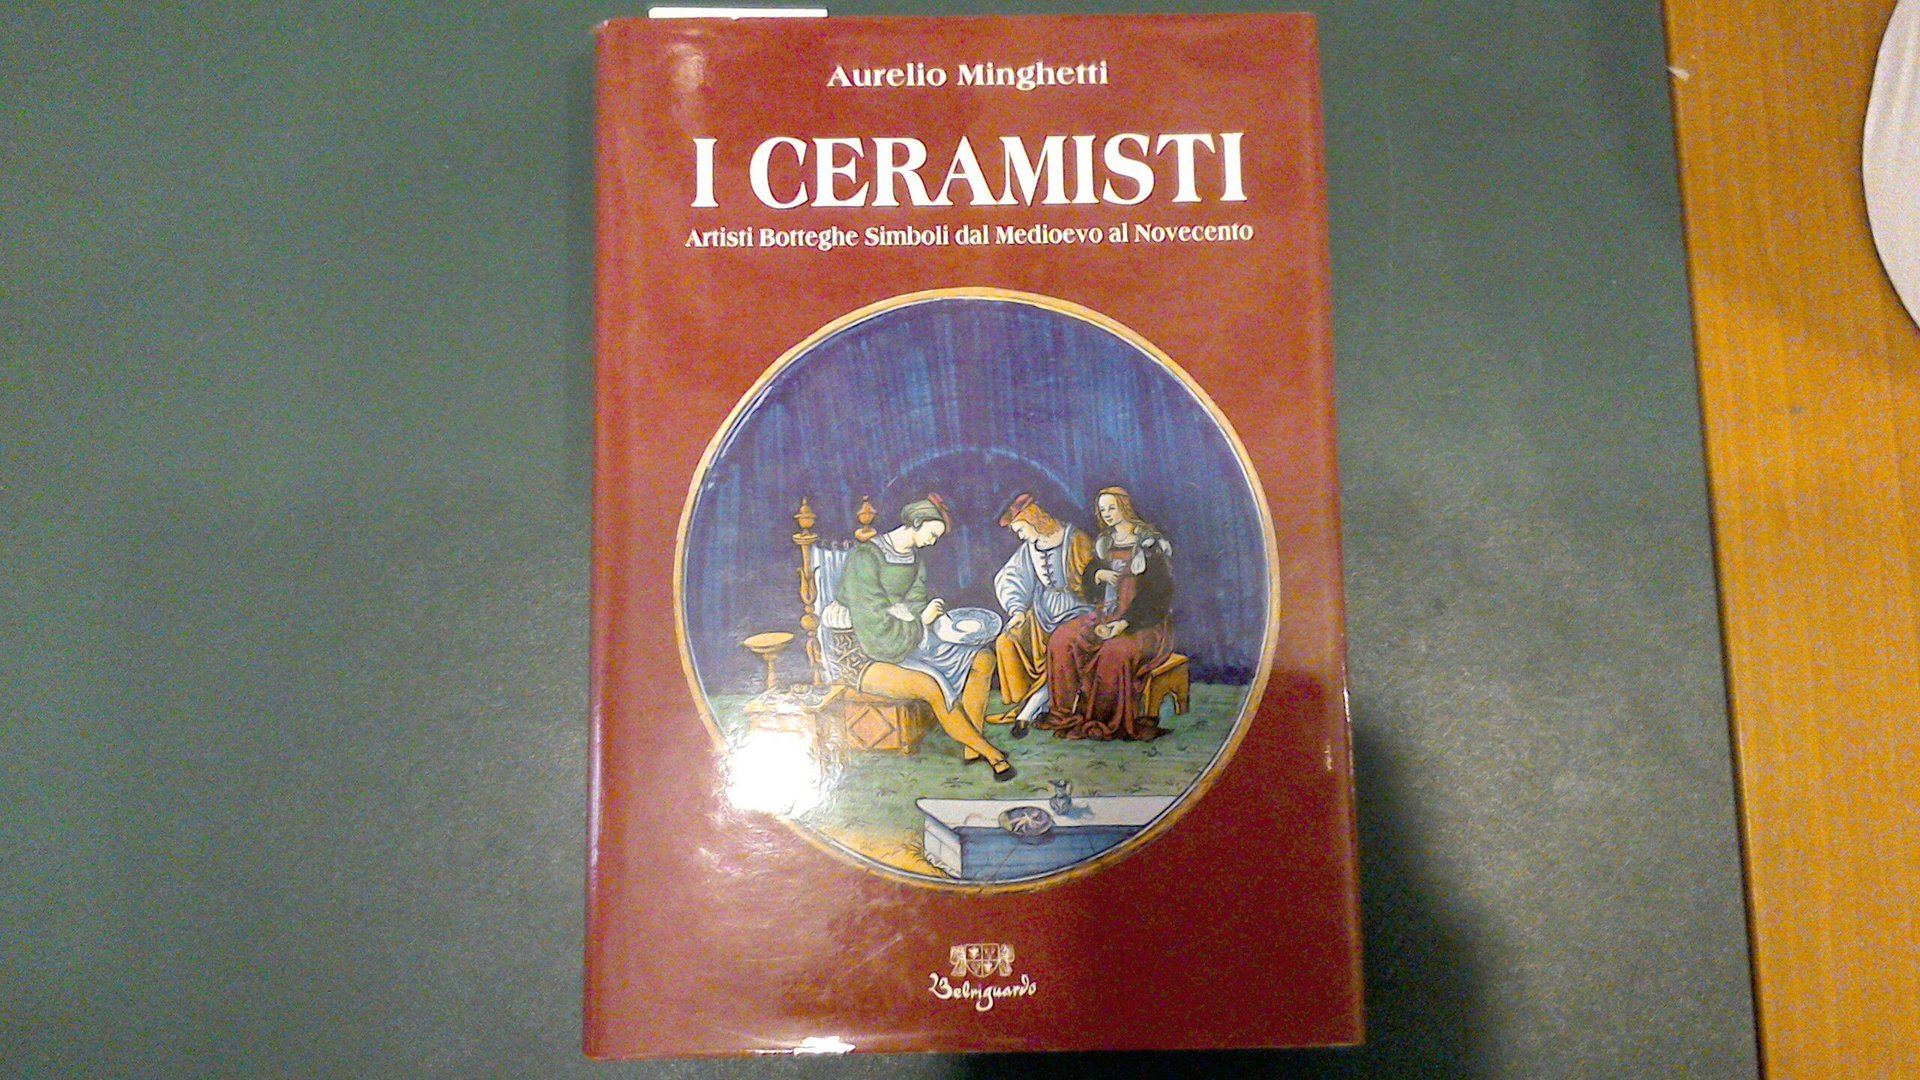 Aurelio Minghetti
I CERAMISTI
Artisti Botteghe Simboli dal Medioevo al Novecento
Belriguardo